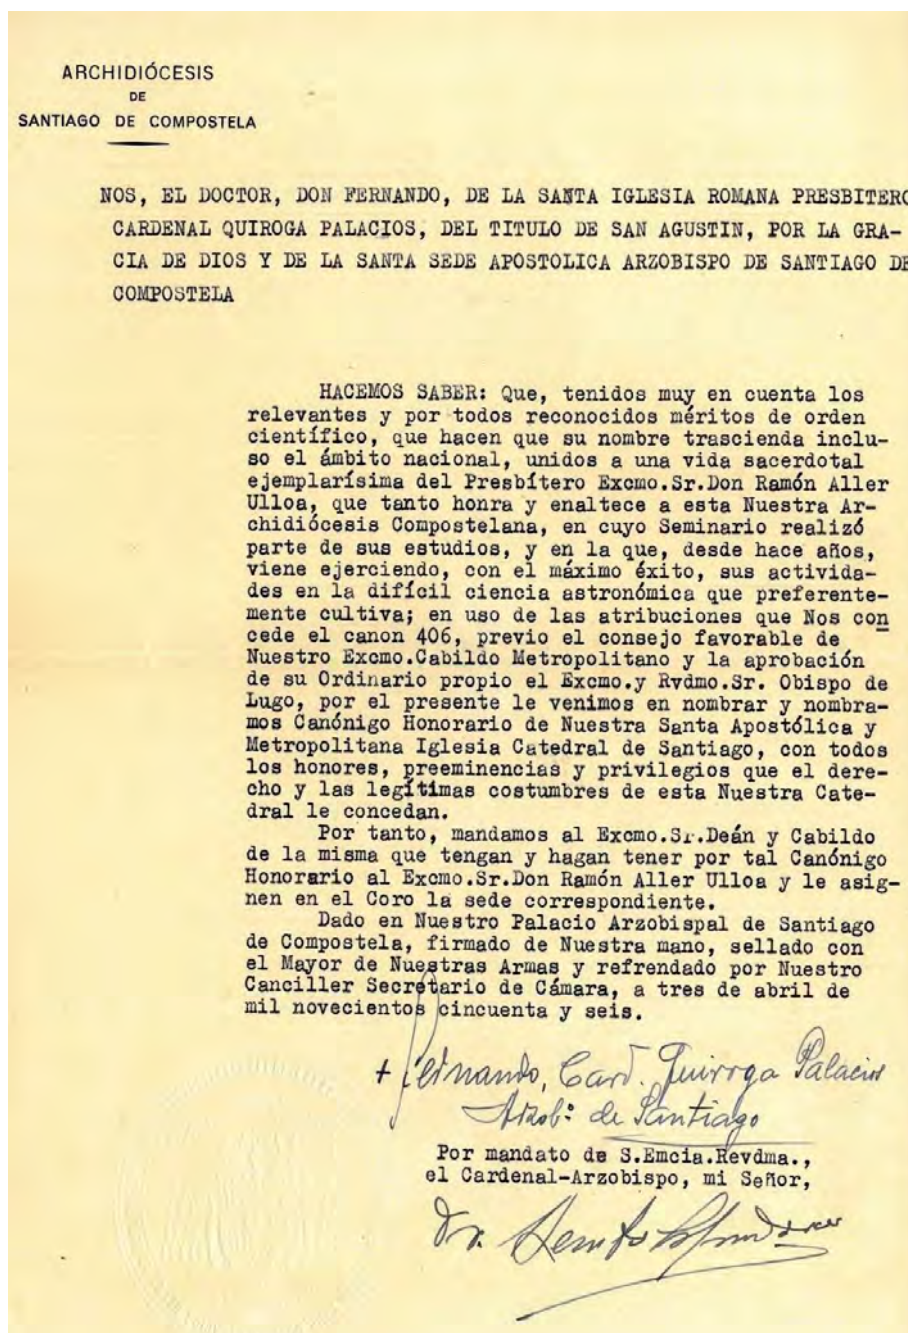 ARCHIDIÓCESIS
DE
SANTIAGO DE COMPOSTELA
NOS, EL DOCTOR, DON FERNANDO, DE LA SANTA IGLESIA ROMANA PRESBITERO
CARDENAL QUIROGA PALACIOS, DEL TITULO DE SAN AGUSTIN, POR LA GRA-
CIA DE DIOS Y DE LA SANTA SEDE APOSTOLICA ARZOBISPO DE SANTIAGO DE
COMPOSTELA
HACEMOS SABER: Que, tenidos muy en cuenta los
relevantes y por todos reconocidos méritos de orden
científico, que hacen que su nombre trascienda inclu-
so el ámbito nacional, unidos a una vida sacerdotal
ejemplarísima del Presbítero Excmo.Sr.Don Ramón Aller
Ulloa, que tanto honra y enaltece a esta Nuestra Ar-
chidiócesis Compostelana, en cuyo Seminario realizó
parte de sus estudios, y en la que, desde hace años,
viene ejerciendo, con el máximo éxito, sus activida-
des en la difícil ciencia astronómica que preferente-
mente cultiva; en uso de las atribuciones que Nos con
cede el canon 406, previo el consejo favorable de
Nuestro Excmo.Cabildo Metropolitano y la aprobación
de su Ordinario propio el Excmo.y Rvdmo.Sr. Obispo de
Lugo, por el presente le venimos en nombrar y nombra-
mos Canónigo Honorario de Nuestra Santa Apostólica y
Metropolitana Iglesia Catedral de Santiago, con todos
los honores, preeminencias y privilegios que el dere-
cho y las legítimas costumbres de esta Nuestra Cate-
dral le concedan.
Por tanto, mandamos al Excmo.Sr.Deán y Cabildo
de la misma que tengan y hagan tener por tal Canónigo
Honorario al Excmo.Sr.Don Ramón Aller Ulloa y le asig-
nen en el Coro la sede correspondiente.
Dado en Nuestro Palacio Arzobispal de Santiago
de Compostela, firmado de Nuestra mano, sellado con
el Mayor de Nuestras Armas y refrendado por Nuestro
Canciller Secretario de Cámara, a tres de abril de
mil novecientos cincuenta y seis.
+ Fernando, Card. Quiroga Palacios
Arzob.º de Santiago
Por mandato de S.Emcia.Revdma.,
el Cardenal-Arzobispo, mi Señor,
Dr. Benito